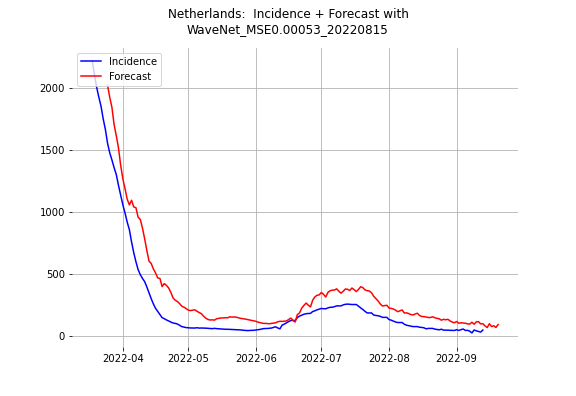 Netherlands:  Incidence + Forecast with
WaveNet_MSE0.00053_20220815
Incidence
Forecast
2000
1500
1000
500
0
2022-04
2022-05
2022-06
2022-07
2022-08
2022-09